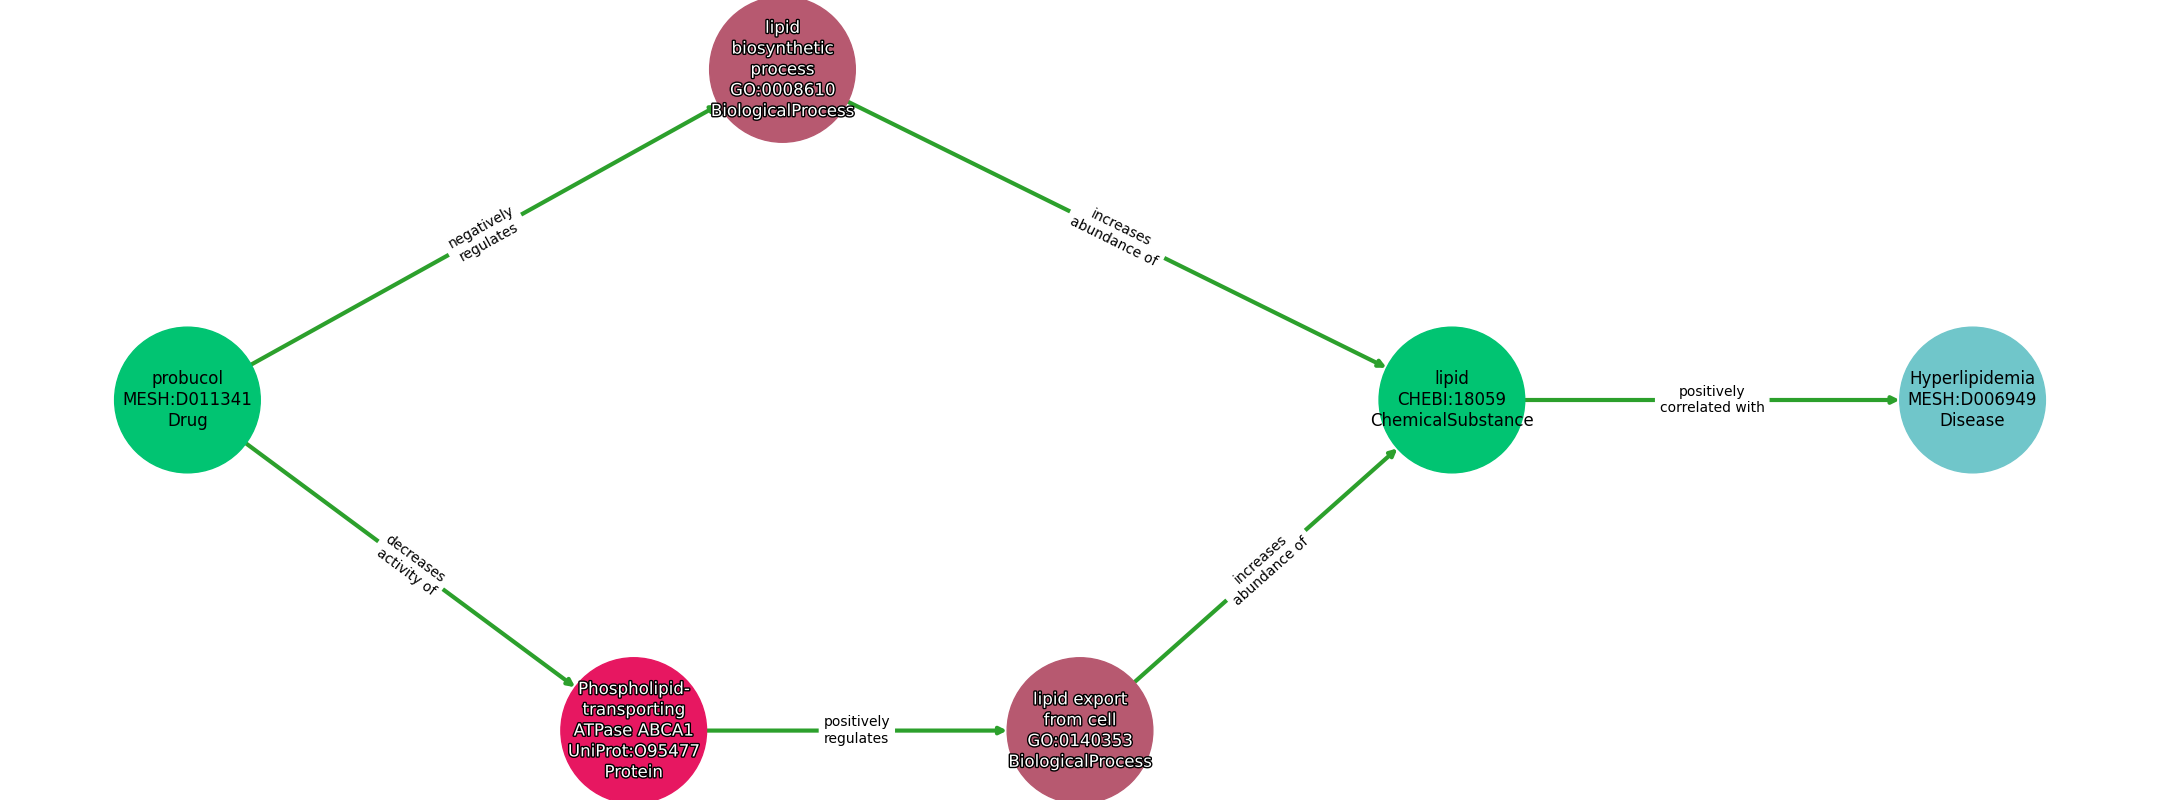 lipid
biosynthetic
process
GO:0008610
BiologicalProcess
negatively
regulates
increases
abundance of
probucol
MESH:D011341
Drug
lipid
CHEBI:18059
ChemicalSubstance
positively
correlated with
Hyperlipidemia
MESH:D006949
Disease
decreases
activity of
increases
abundance of
Phospholipid-
transporting
ATPase ABCA1
UniProt:O95477
Protein
positively
regulates
lipid export
from cell
GO:0140353
BiologicalProcess